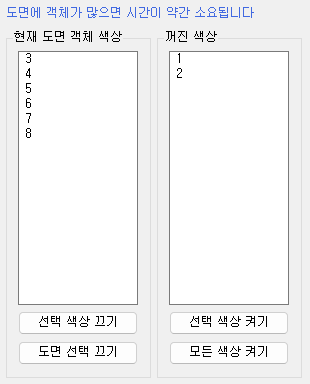 도면에 객체가 많으면 시간이 약간 소요됩니다
현재 도면 객체 색상
3
4
5
6
7
8
선택 색상 끄기
도면 선택 끄기
꺼진 색상
1
2
선택 색상 켜기
모든 색상 켜기